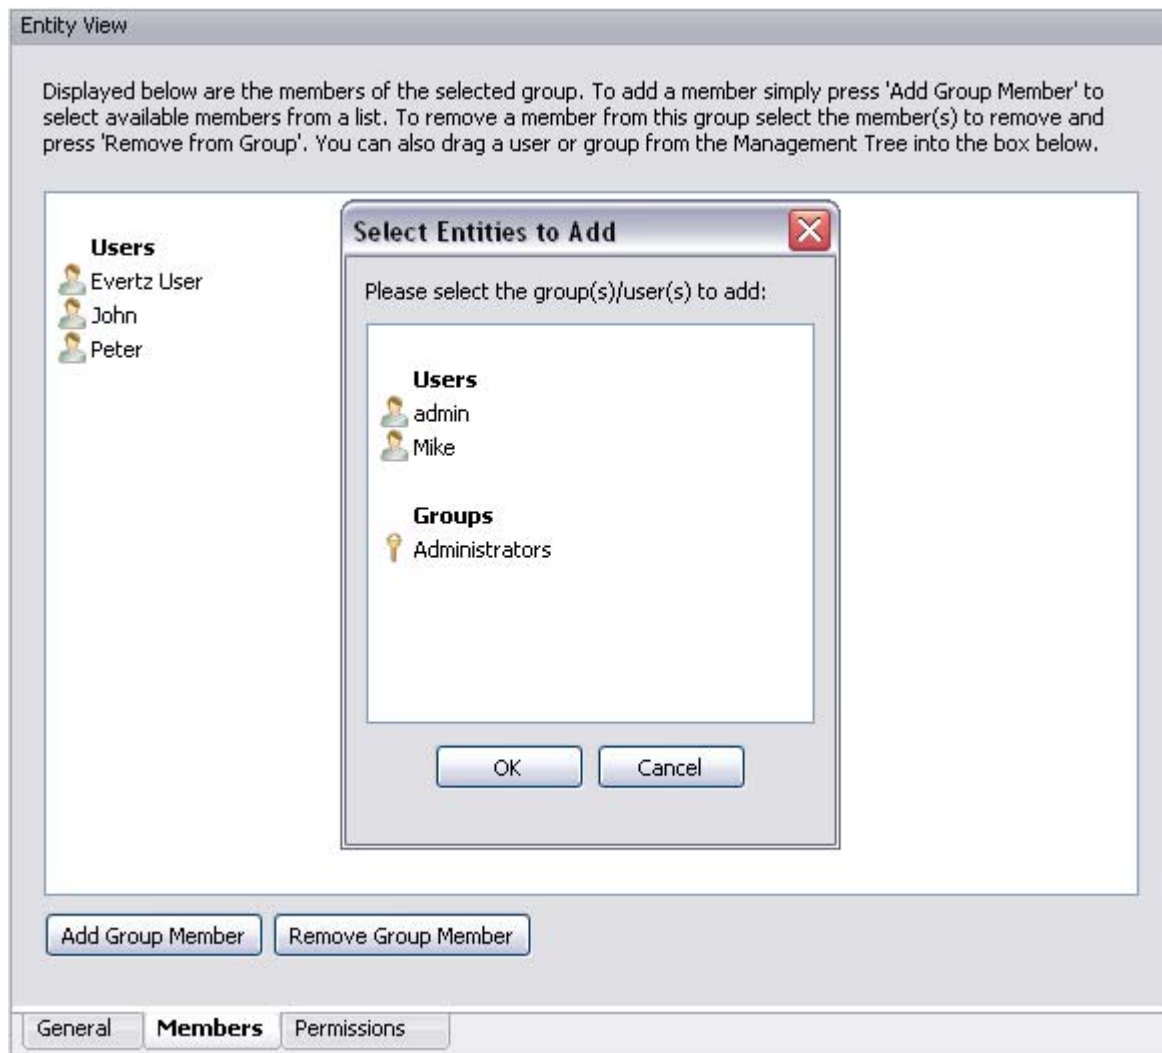 Entity View
Displayed below are the members of the selected group. To add a member simply press 'Add Group Member' to
select available members from a list. To remove a member from this group select the member(s) to remove and
press 'Remove from Group'. You can also drag a user or group from the Management Tree into the box below.
Users
Evertz User
John
Peter
Select Entities to Add
Please select the group(s)/user(s) to add:
Users
admin
Mike
Groups
Administrators
OK
Cancel
Add Group Member
Remove Group Member
General
Members
Permissions